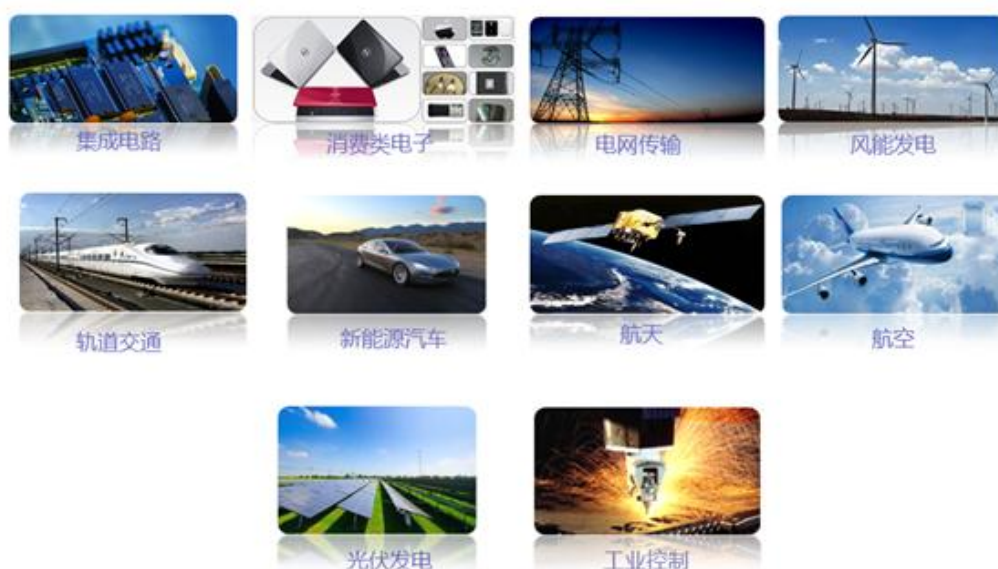 集成电路
消费类电子
电网传输
风能发电
轨道交通
新能源汽车
航天
航空
光伏发电
工业控制